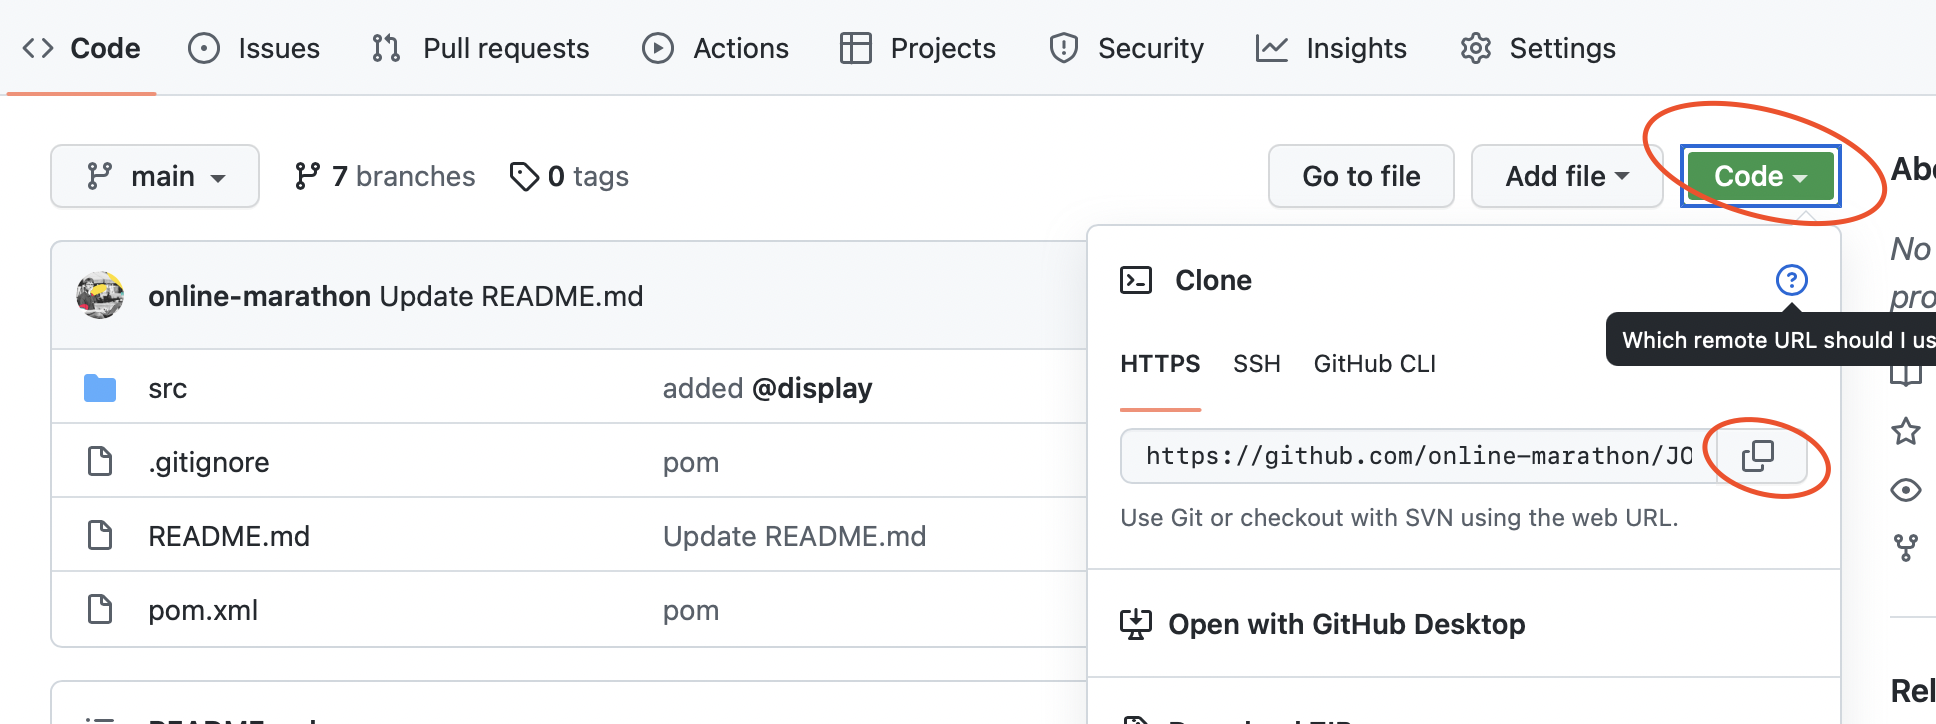 Code Issues Pull requests Actions Projects Security Insights Settings
main 7 branches 0 tags Go to file Add file Code
online-marathon Update README.md
src added @display
.gitignore pom
README.md Update README.md
pom.xml pom
Clone
Which remote URL should I us
HTTPS SSH GitHub CLI
https://github.com/online-marathon/JO
Use Git or checkout with SVN using the web URL.
Open with GitHub Desktop
Abo
No
pro
Rel